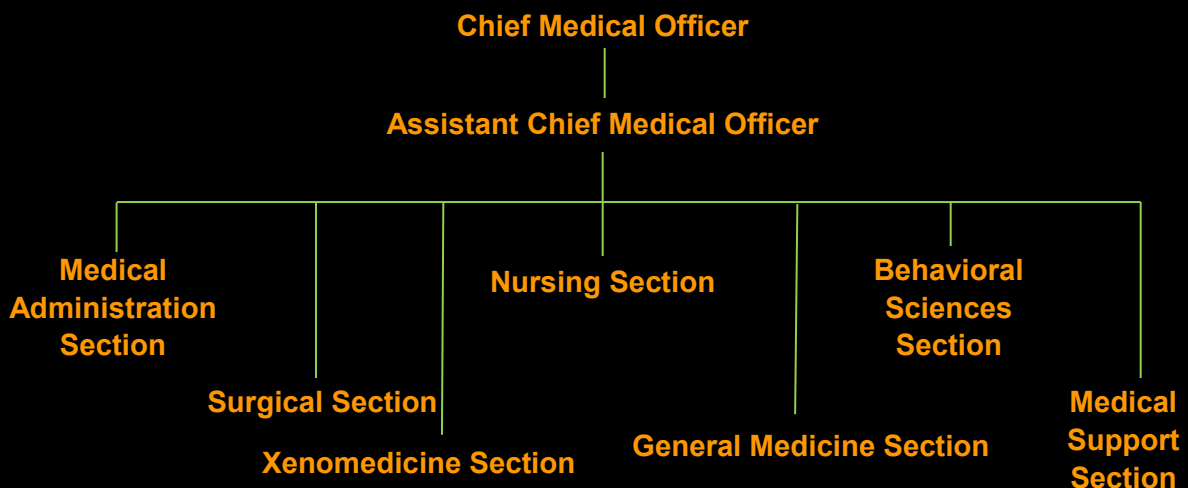 Chief Medical Officer
Assistant Chief Medical Officer
Medical
Administration
Section
Nursing Section
Behavioral
Sciences
Section
Surgical Section
Xenomedicine Section
General Medicine Section
Medical
Support
Section